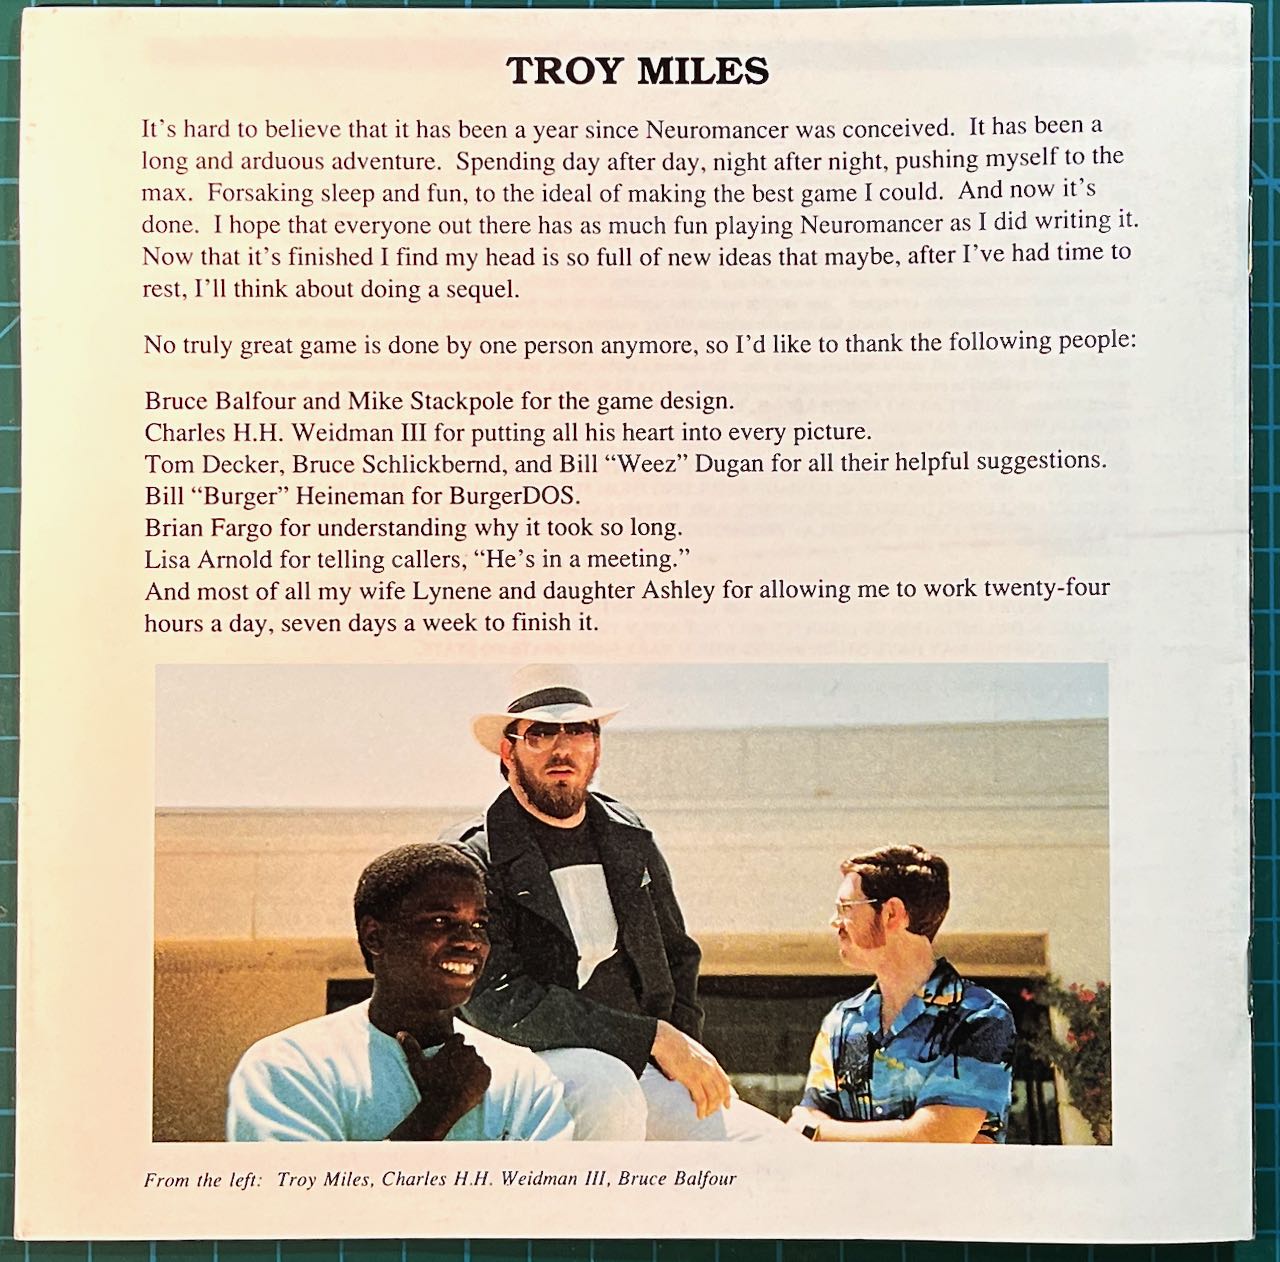 TROY MILES
It's hard to believe that it has been a year since Neuromancer was conceived. It has been a
long and arduous adventure. Spending day after day, night after night, pushing myself to the
max. Forsaking sleep and fun, to the ideal of making the best game I could. And now it's
done. I hope that everyone out there has as much fun playing Neuromancer as I did writing it.
Now that it's finished I find my head is so full of new ideas that maybe, after I've had time to
rest, I'll think about doing a sequel.
No truly great game is done by one person anymore, so I'd like to thank the following people:
Bruce Balfour and Mike Stackpole for the game design.
Charles H.H. Weidman III for putting all his heart into every picture.
Tom Decker, Bruce Schlickbernd, and Bill “Weez” Dugan for all their helpful suggestions.
Bill “Burger” Heineman for BurgerDOS.
Brian Fargo for understanding why it took so long.
Lisa Arnold for telling callers, “He's in a meeting.”
And most of all my wife Lynene and daughter Ashley for allowing me to work twenty-four
hours a day, seven days a week to finish it.
From the left: Troy Miles, Charles H.H. Weidman III, Bruce Balfour